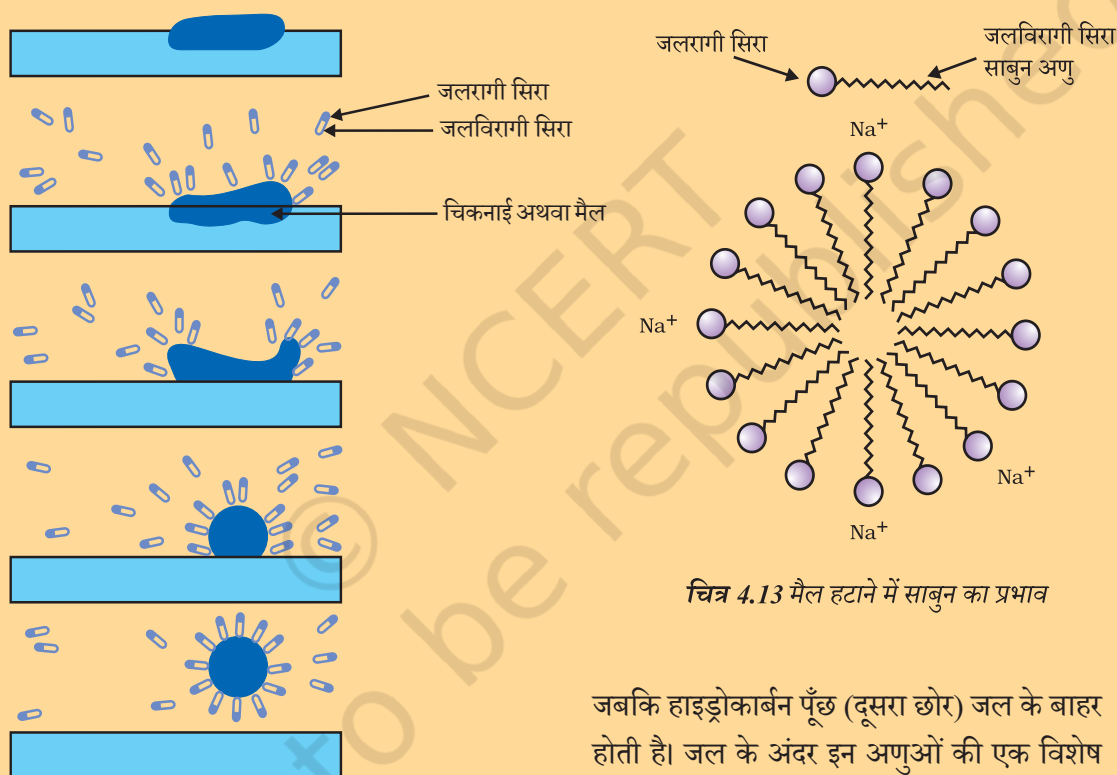 जलरागी सिरा
जलविरागी सिरा
चिकनाई अथवा मैल
जलरागी सिरा
जलविरागी सिरा
साबुन अणु
Na+
Na+
Na+
Na+
चित्र 4.13 मैल हटाने में साबुन का प्रभाव
जबकि हाइड्रोकार्बन पूँछ (दूसरा छोर) जल के बाहर
होती है। जल के अंदर इन अणुओं की एक विशेष
© NCERT
to be republished